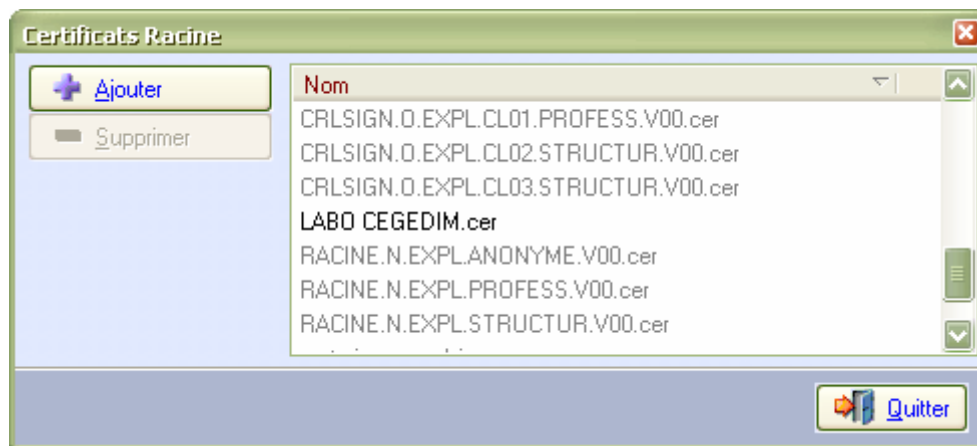 Certificats Racine
Ajouter
Supprimer
Nom
CRLSIGN.O.EXPL.CL01.PROFESS.V00.cer
CRLSIGN.O.EXPL.CL02.STRUCTUR.V00.cer
CRLSIGN.O.EXPL.CL03.STRUCTUR.V00.cer
LABO CEGEDIM.cer
RACINE.N.EXPL.ANONYME.V00.cer
RACINE.N.EXPL.PROFESS.V00.cer
RACINE.N.EXPL.STRUCTUR.V00.cer
Quitter